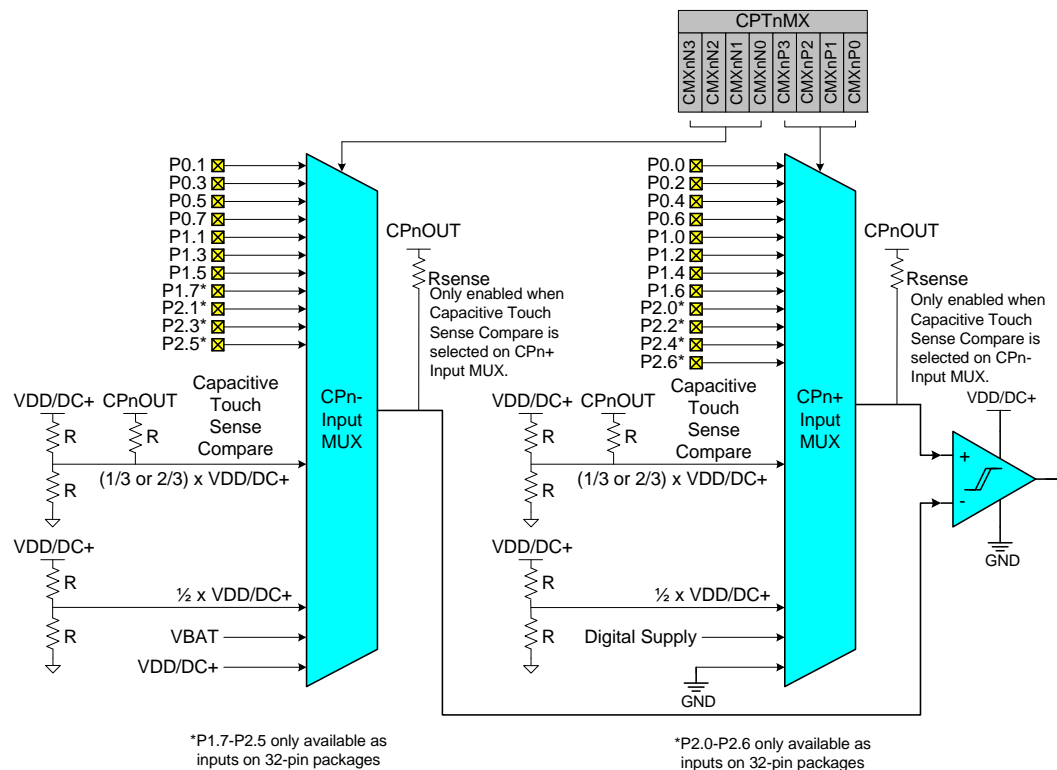 CPTnMX
CMXnN3
CMXnN2
CMXnN1
CMXnN0
CMXnP3
CMXnP2
CMXnP1
CMXnP0
P0.1
P0.3
P0.5
P0.7
P1.1
P1.3
P1.5
P1.7*
P2.1*
P2.3*
P2.5*
CPnOUT
Rsense
Only enabled when
Capacitive Touch
Sense Compare is
selected on CPn+
Input MUX.
VDD/DC+
CPnOUT
R
R
R
Capacitive
Touch
Sense
Compare
(1/3 or 2/3) x VDD/DC+
VDD/DC+
R
R
½ x VDD/DC+
VBAT
VDD/DC+
CPn-
Input
MUX
*P1.7-P2.5 only available as
inputs on 32-pin packages
P0.0
P0.2
P0.4
P0.6
P1.0
P1.2
P1.4
P1.6
P2.0*
P2.2*
P2.4*
P2.6*
CPnOUT
Rsense
Only enabled when
Capacitive Touch
Sense Compare is
selected on CPn-
Input MUX.
VDD/DC+
CPnOUT
R
R
R
Capacitive
Touch
Sense
Compare
(1/3 or 2/3) x VDD/DC+
VDD/DC+
R
R
½ x VDD/DC+
Digital Supply
GND
CPn+
Input
MUX
VDD/DC+
+
-
GND
*P2.0-P2.6 only available as
inputs on 32-pin packages